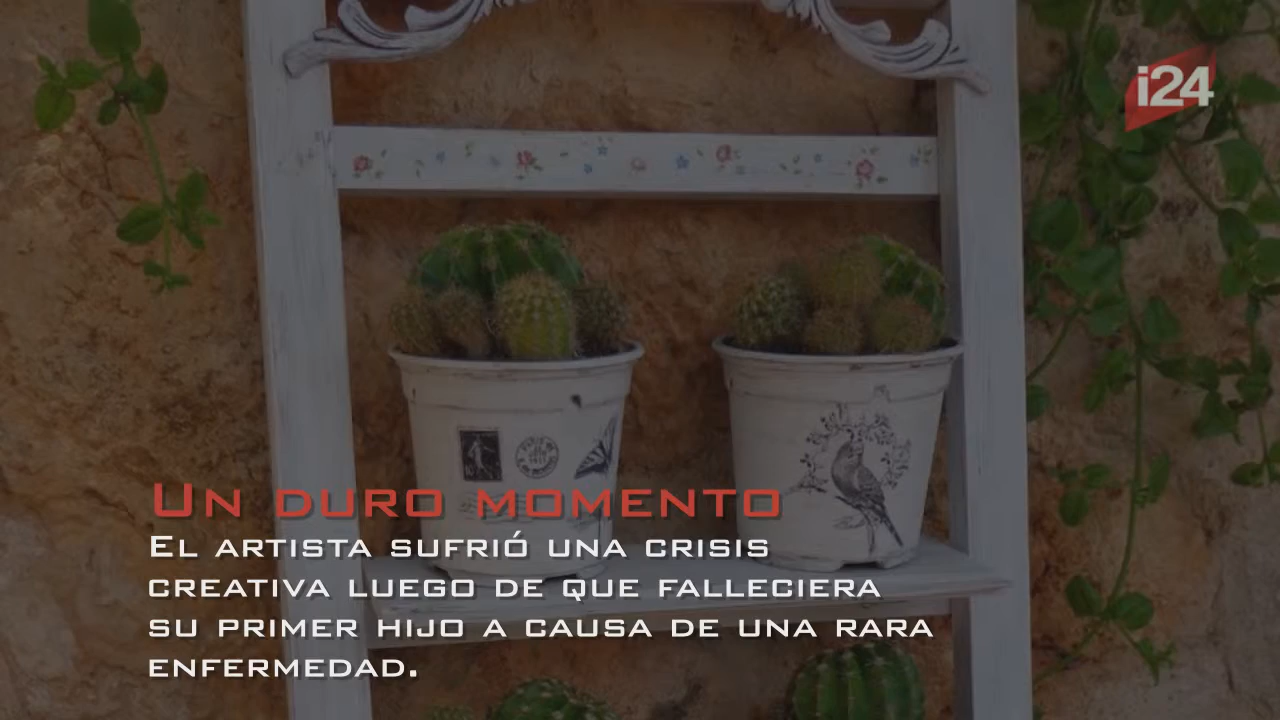 i24
Un duro momento
El artista sufrió una crisis
creativa luego de que falleciera
su primer hijo a causa de una rara
enfermedad.